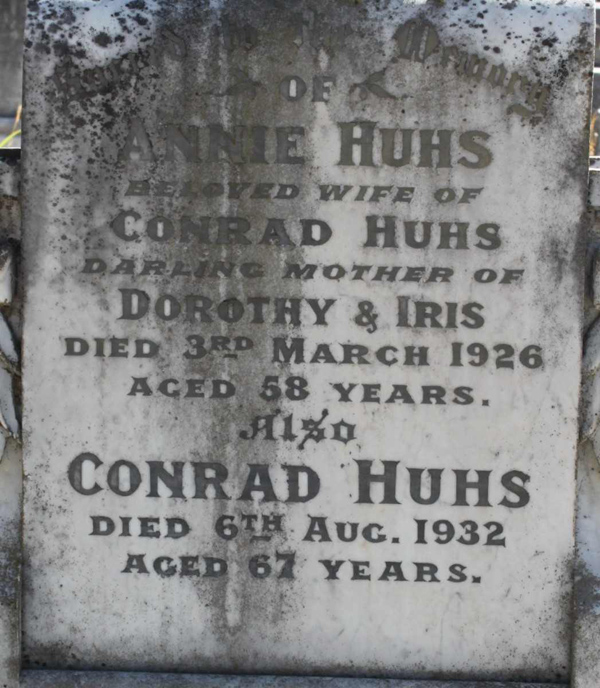 In Memory
OF
ANNIE HUHS
BELOVED WIFE OF
CONRAD HUHS
DARLING MOTHER OF
DOROTHY & IRIS
DIED 3RD MARCH 1926
AGED 58 YEARS.
Also
CONRAD HUHS
DIED 6TH AUG. 1932
AGED 67 YEARS.